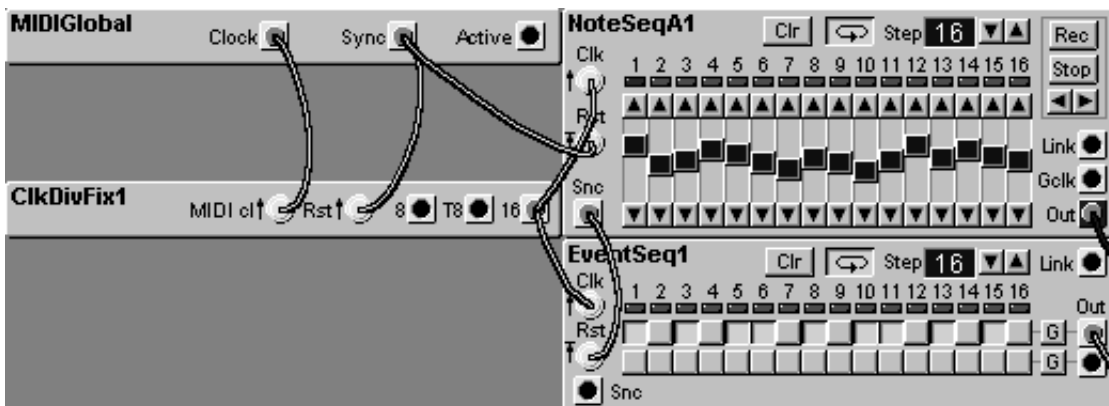 MIDIGlobal
Clock Sync Active
ClkDivFix1
MIDI cl Rst 8 T8 16
NoteSeqA1
Clr Step 16
Rec
Clk
1 2 3 4 5 6 7 8 9 10 11 12 13 14 15 16
Stop
Rst
Link
Snc
Gclk
Out
EventSeq1
Clr Step 16 Link
Clk
1 2 3 4 5 6 7 8 9 10 11 12 13 14 15 16
Out
Rst
G
G
Snc